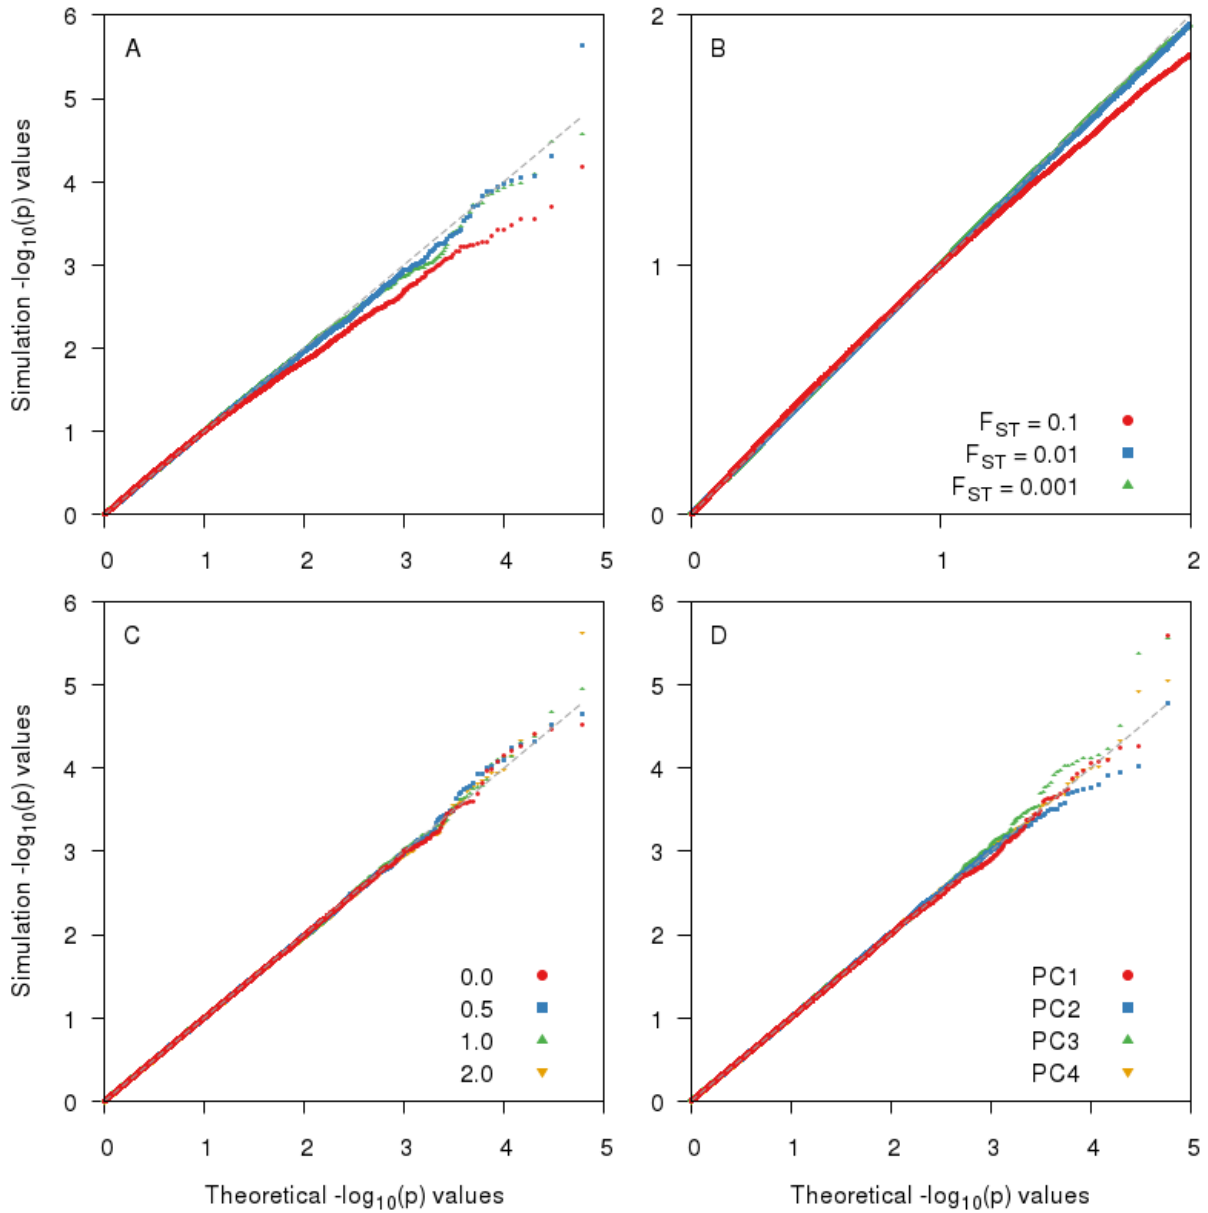 6
A
5
4
3
2
1
0
0 1 2 3 4 5
Simulation -log10(p) values
2
B
1
0
0 1 2
FST = 0.1
FST = 0.01
FST = 0.001
6
C
5
4
3
2
1
0
0 1 2 3 4 5
0.0
0.5
1.0
2.0
Simulation -log10(p) values
Theoretical -log10(p) values
6
D
5
4
3
2
1
0
0 1 2 3 4 5
PC1
PC2
PC3
PC4
Theoretical -log10(p) values